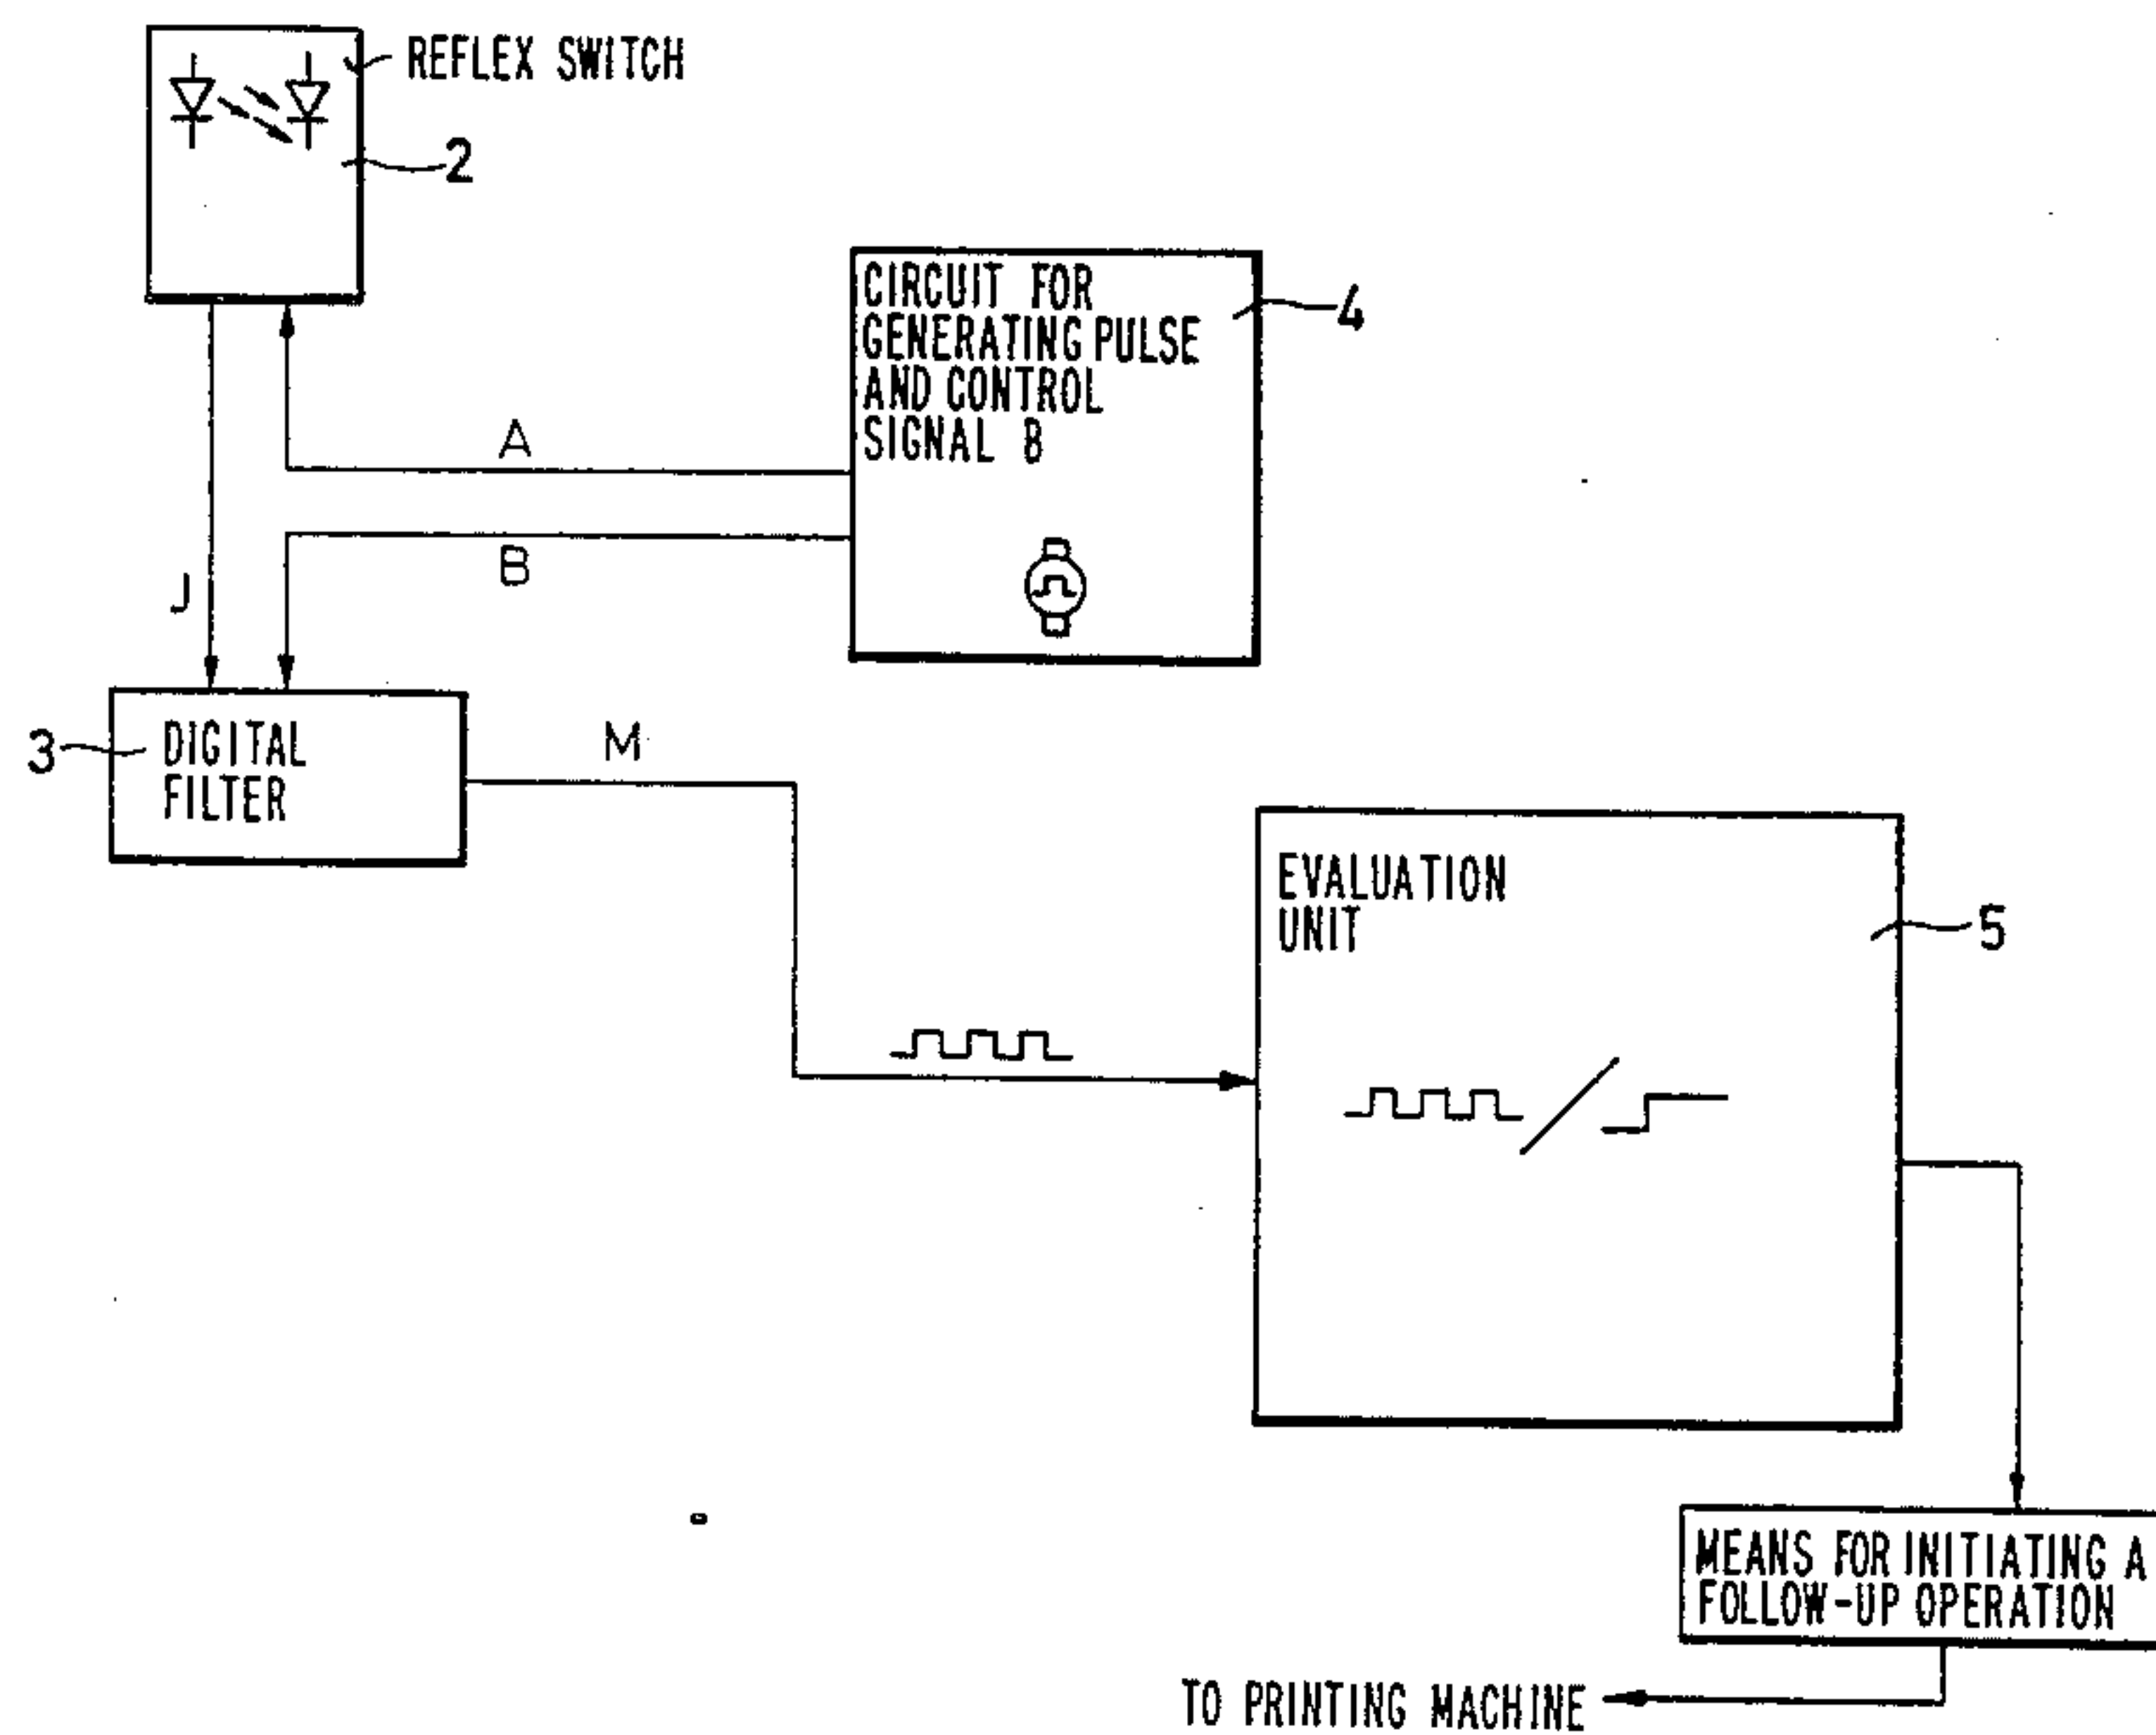 REFLEX SWITCH
2
CIRCUIT FOR
GENERATING PULSE
AND CONTROL
SIGNAL B
4
A
B
J
3
DIGITAL
FILTER
M
EVALUATION
UNIT
5
MEANS FOR INITIATING A
FOLLOW-UP OPERATION
TO PRINTING MACHINE